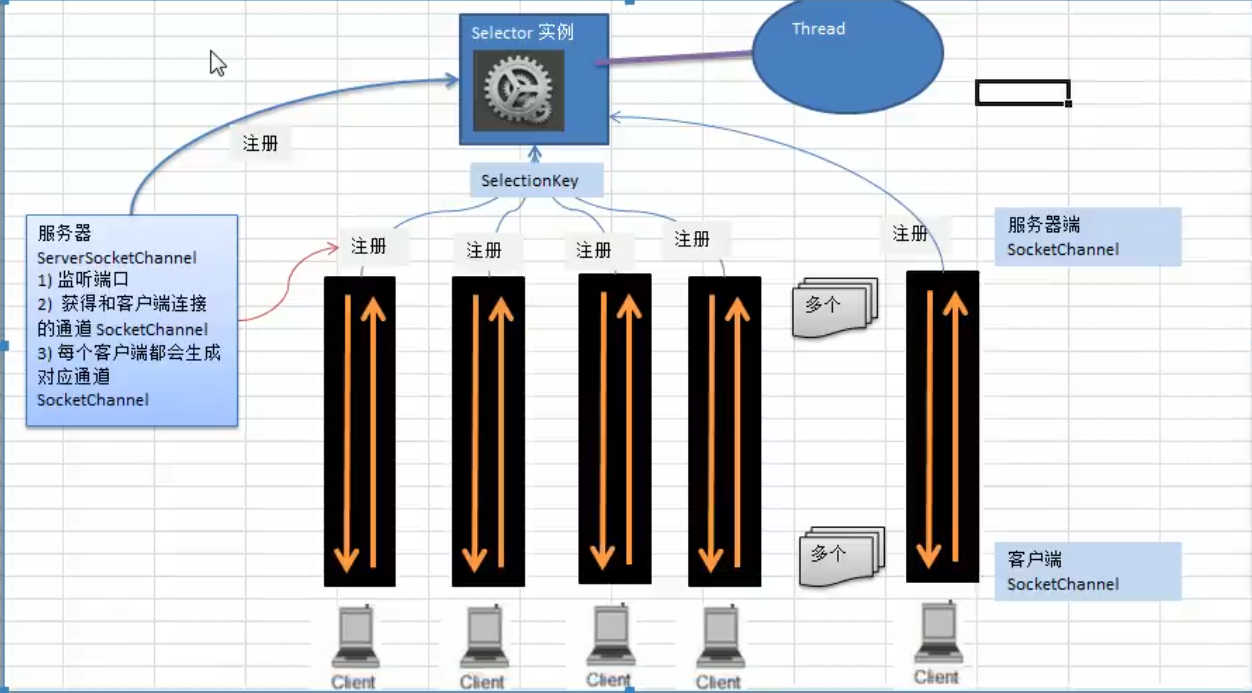 Selector 实例
Thread
注册
SelectionKey
服务器
ServerSocketChannel
1) 监听端口
2) 获得和客户端连接
的通道 SocketChannel
3) 每个客户端都会生成
对应通道
SocketChannel
注册
注册
注册
注册
注册
服务器端
SocketChannel
多个
多个
客户端
SocketChannel
Client
Client
Client
Client
Client